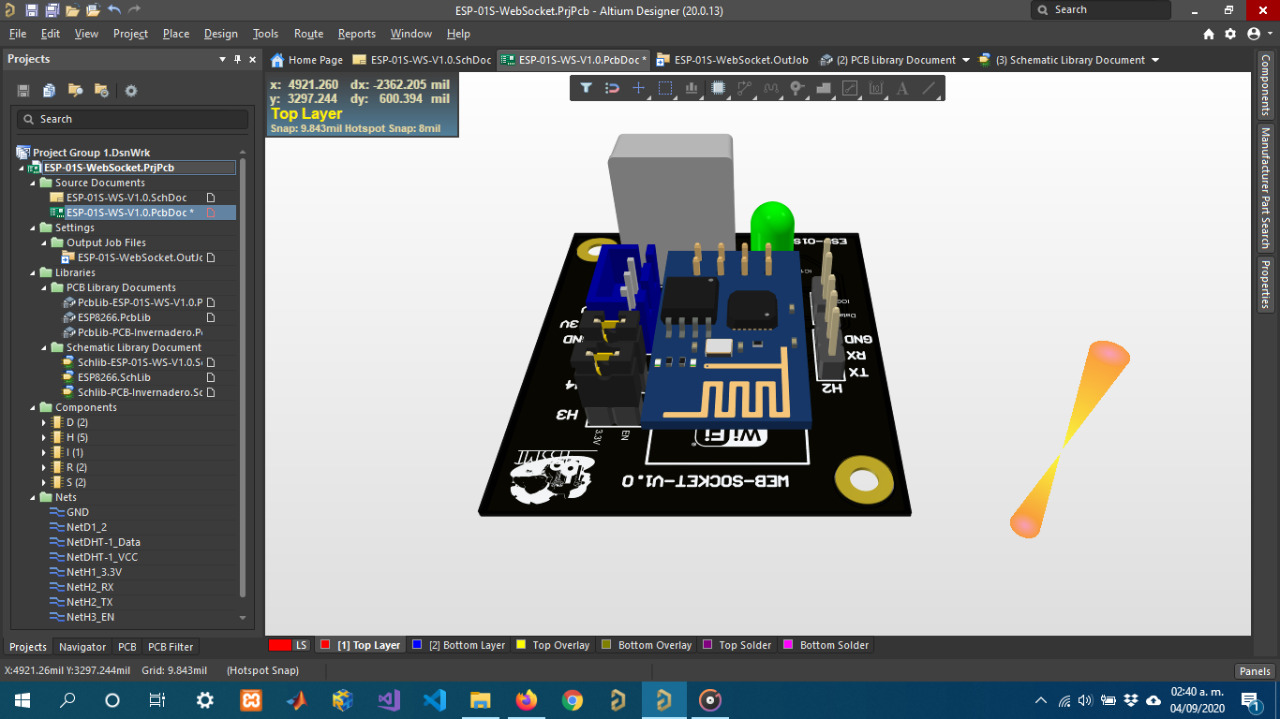 ESP-01S-WebSocket.PrjPcb - Altium Designer (20.0.13)
Search
File Edit View Project Place Design Tools Route Reports Window Help
Projects
Home Page ESP-01S-WS-V1.0.SchDoc ESP-01S-WS-V1.0.PcbDoc * ESP-01S-WebSocket.OutJob (2) PCB Library Document (3) Schematic Library Document
Search
Project Group 1.DsnWrk
ESP-01S-WebSocket.PrjPcb
Source Documents
ESP-01S-WS-V1.0.SchDoc
ESP-01S-WS-V1.0.PcbDoc *
Settings
Output Job Files
ESP-01S-WebSocket.OutJo
Libraries
PCB Library Documents
PcbLib-ESP-01S-WS-V1.0.P
ESP8266.PcbLib
PcbLib-PCB-Invernadero.P
Schematic Library Document
Schlib-ESP-01S-WS-V1.0.Sc
ESP8266.SchLib
Schlib-PCB-Invernadero.Sc
Components
D (2)
H (5)
I (1)
R (2)
S (2)
Nets
GND
NetD1_2
NetDHT-1_Data
NetDHT-1_VCC
NetH1_3.3V
NetH2_RX
NetH2_TX
NetH3_EN
Projects Navigator PCB PCB Filter
x: 4921.260 dx: -2362.205 mil
y: 3297.244 dy: 600.394 mil
Top Layer
Snap: 9.843mil Hotspot Snap: 8mil
ESP-01S
GND
RX
TX
H2
H3
3.3V
EN
WiFi
WEB-SOCKET-V1.0
Components
Manufacturer Part Search
Properties
LS [1] Top Layer [2] Bottom Layer Top Overlay Bottom Overlay Top Solder Bottom Solder
X:4921.26mil Y:3297.244mil Grid: 9.843mil (Hotspot Snap)
Panels
02:40 a. m.
04/09/2020
1